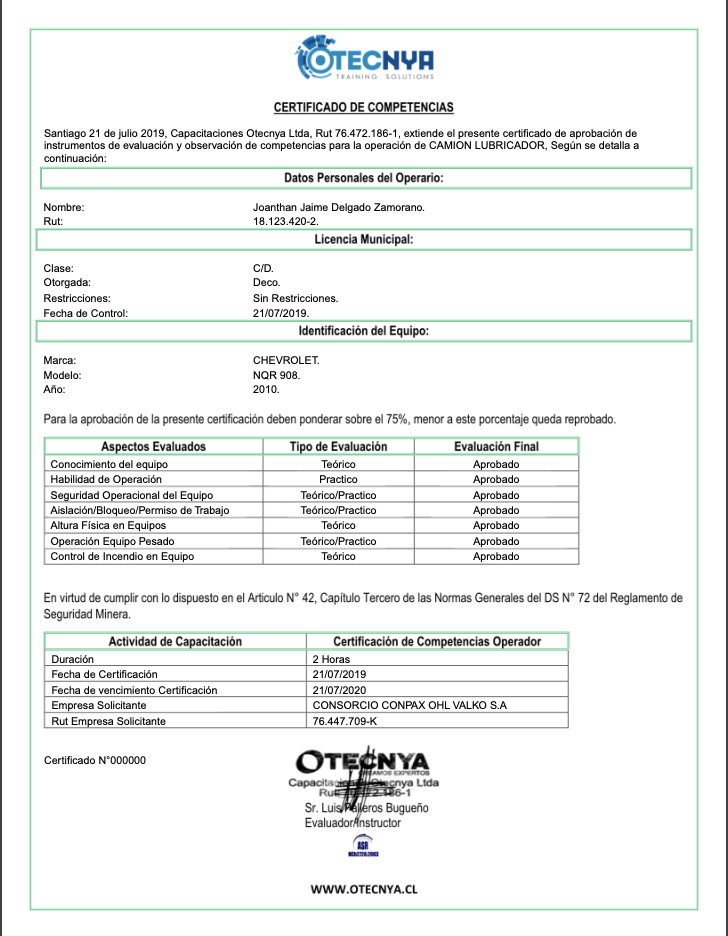 OTECNYA
TRAINING SOLUTIONS
CERTIFICADO DE COMPETENCIAS
Santiago 21 de julio 2019, Capacitaciones Otecnya Ltda, Rut 76.472.186-1, extiende el presente certificado de aprobación de
instrumentos de evaluación y observación de competencias para la operación de CAMION LUBRICADOR, Según se detalla a
continuación:
Datos Personales del Operario:
Nombre: Joanthan Jaime Delgado Zamorano.
Rut: 18.123.420-2.
Licencia Municipal:
Clase: C/D.
Otorgada: Deco.
Restricciones: Sin Restricciones.
Fecha de Control: 21/07/2019.
Identificación del Equipo:
Marca: CHEVROLET.
Modelo: NQR 908.
Año: 2010.
Para la aprobación de la presente certificación deben ponderar sobre el 75%, menor a este porcentaje queda reprobado.
Aspectos Evaluados Tipo de Evaluación Evaluación Final
Conocimiento del equipo Teórico Aprobado
Habilidad de Operación Practico Aprobado
Seguridad Operacional del Equipo Teórico/Practico Aprobado
Aislación/Bloqueo/Permiso de Trabajo Teórico/Practico Aprobado
Altura Física en Equipos Teórico Aprobado
Operación Equipo Pesado Teórico/Practico Aprobado
Control de Incendio en Equipo Teórico Aprobado
En virtud de cumplir con lo dispuesto en el Articulo N° 42, Capítulo Tercero de las Normas Generales del DS N° 72 del Reglamento de
Seguridad Minera.
Actividad de Capacitación Certificación de Competencias Operador
Duración 2 Horas
Fecha de Certificación 21/07/2019
Fecha de vencimiento Certificación 21/07/2020
Empresa Solicitante CONSORCIO CONPAX OHL VALKO S.A
Rut Empresa Solicitante 76.447.709-K
Certificado N°000000
OTECNYA
CREAMOS EXPERTOS
Capacitaciones Otecnya Ltda
Sr. Luis Palleros Bugueño
Evaluador/Instructor
ASR
WWW.OTECNYA.CL